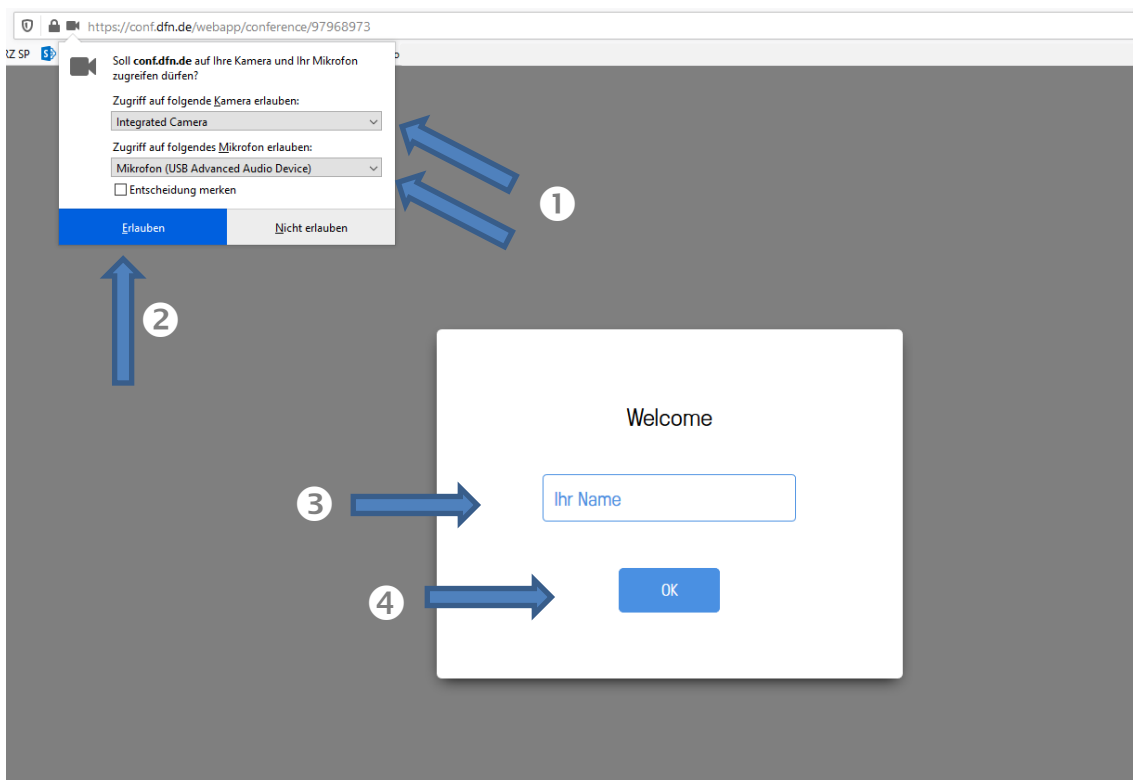 https://conf.dfn.de/webapp/conference/97968973
RZ SP
Soll conf.dfn.de auf Ihre Kamera und Ihr Mikrofon
zugreifen dürfen?
Zugriff auf folgende Kamera erlauben:
Integrated Camera
Zugriff auf folgendes Mikrofon erlauben:
Mikrofon (USB Advanced Audio Device)
Entscheidung merken
Erlauben
Nicht erlauben
1
2
Welcome
3
Ihr Name
4
OK